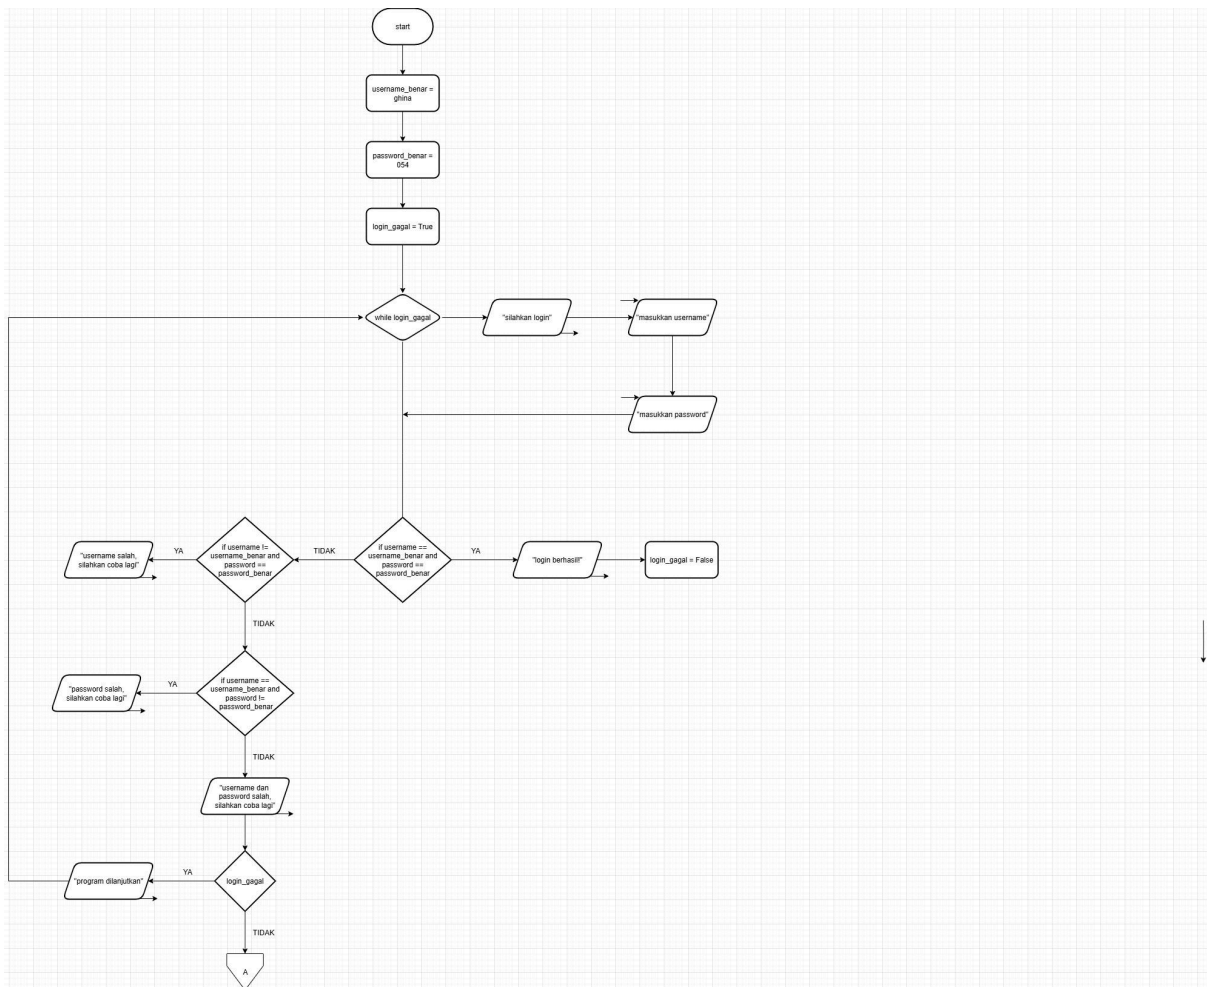 start
username_benar =
ghina
password_benar =
054
login_gagal = True
while login_gagal
"silahkan login"
"masukkan username"
"masukkan password"
"username salah,
silahkan coba lagi"
YA
if username !=
username_benar and
password ==
password_benar
TIDAK
if username ==
username_benar and
password ==
password_benar
YA
"login berhasil!"
login_gagal = False
TIDAK
"password salah,
silahkan coba lagi"
YA
if username ==
username_benar and
password !=
password_benar
TIDAK
"username dan
password salah,
silahkan coba lagi"
"program dilanjutkan"
YA
login_gagal
TIDAK
A